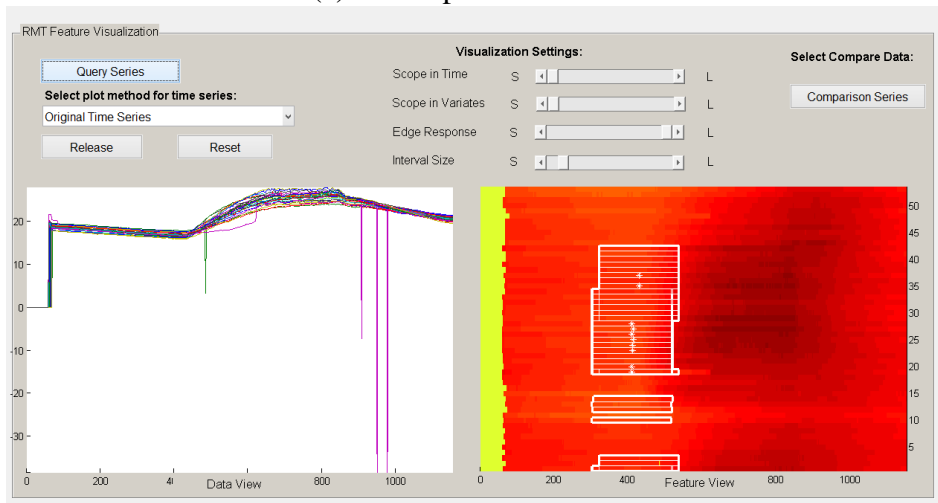 RMT Feature Visualization
Query Series
Select plot method for time series:
Original Time Series
Release Reset
Visualization Settings:
Scope in Time S L
Scope in Variates S L
Edge Response S L
Interval Size S L
Select Compare Data:
Comparison Series
20
10
0
-10
-20
-30
0 200 4 Data View 800 1000
50
45
40
35
30
25
20
15
10
5
0 200 400 Feature View 800 1000